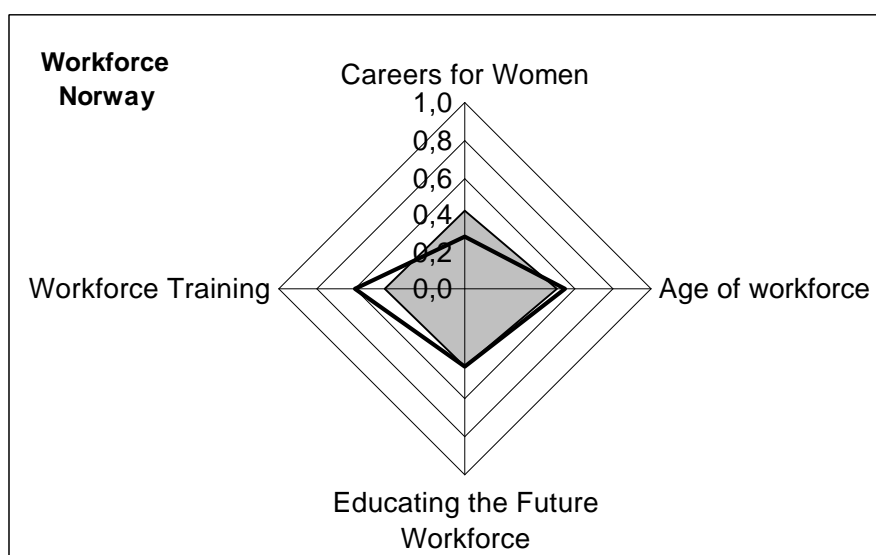 Workforce
Norway
Careers for Women
1,0
0,8
0,6
0,4
0,2
0,0
Workforce Training
Age of workforce
Educating the Future
Workforce